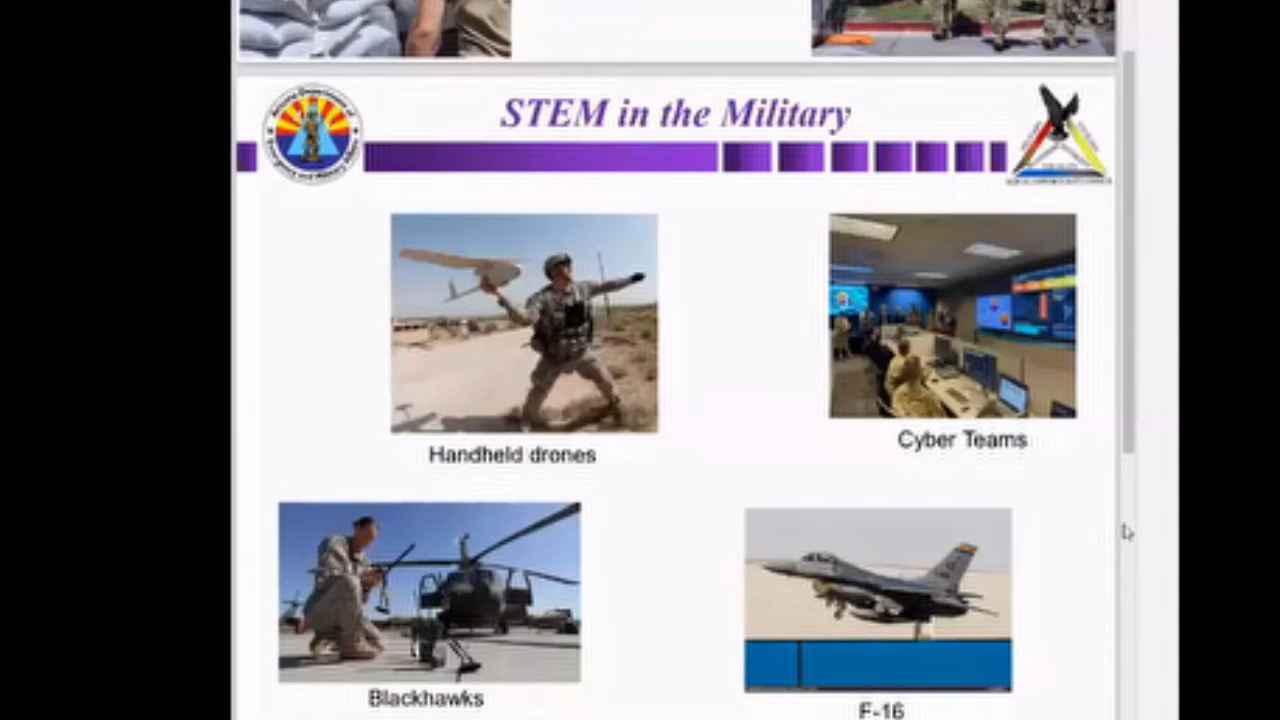 STEM in the Military
Handheld drones
Cyber Teams
Blackhawks
F-16